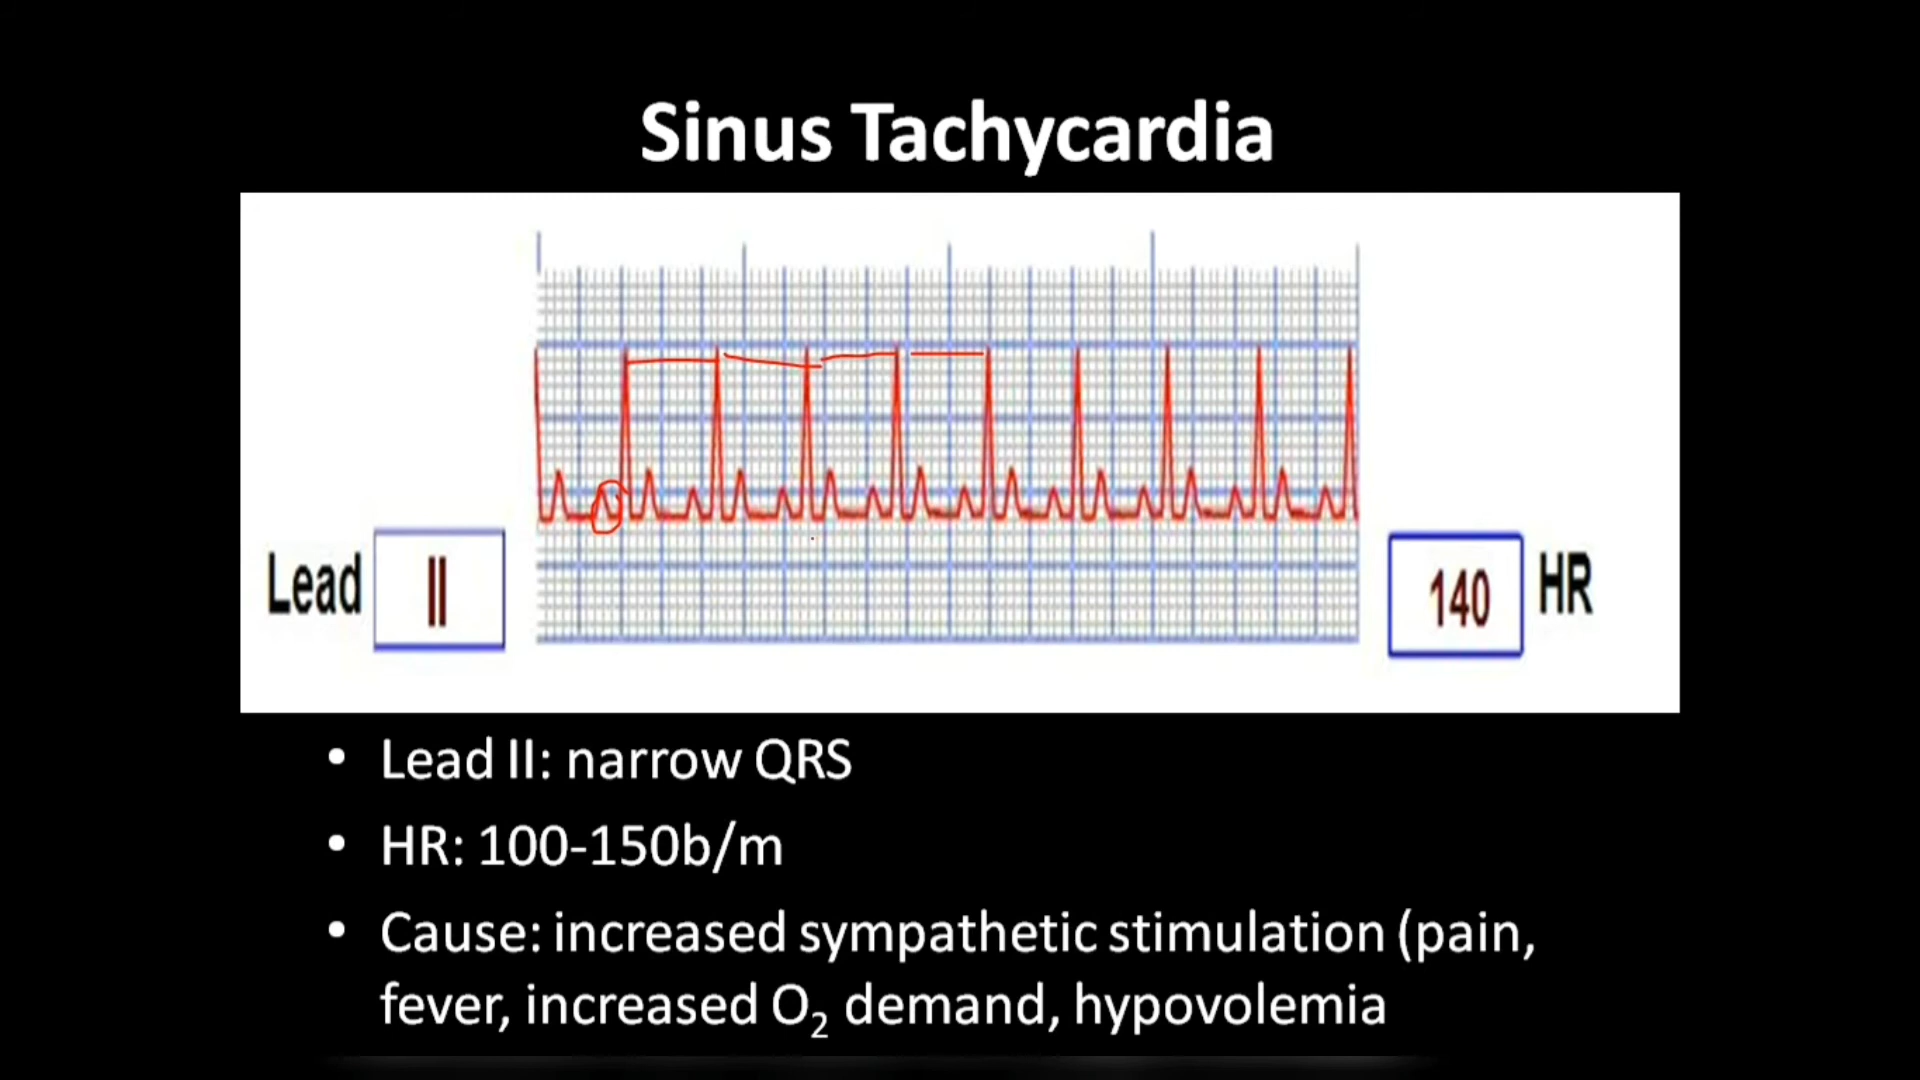 Sinus Tachycardia
Lead II
140 HR
• Lead II: narrow QRS
• HR: 100-150b/m
• Cause: increased sympathetic stimulation (pain,
fever, increased O₂ demand, hypovolemia